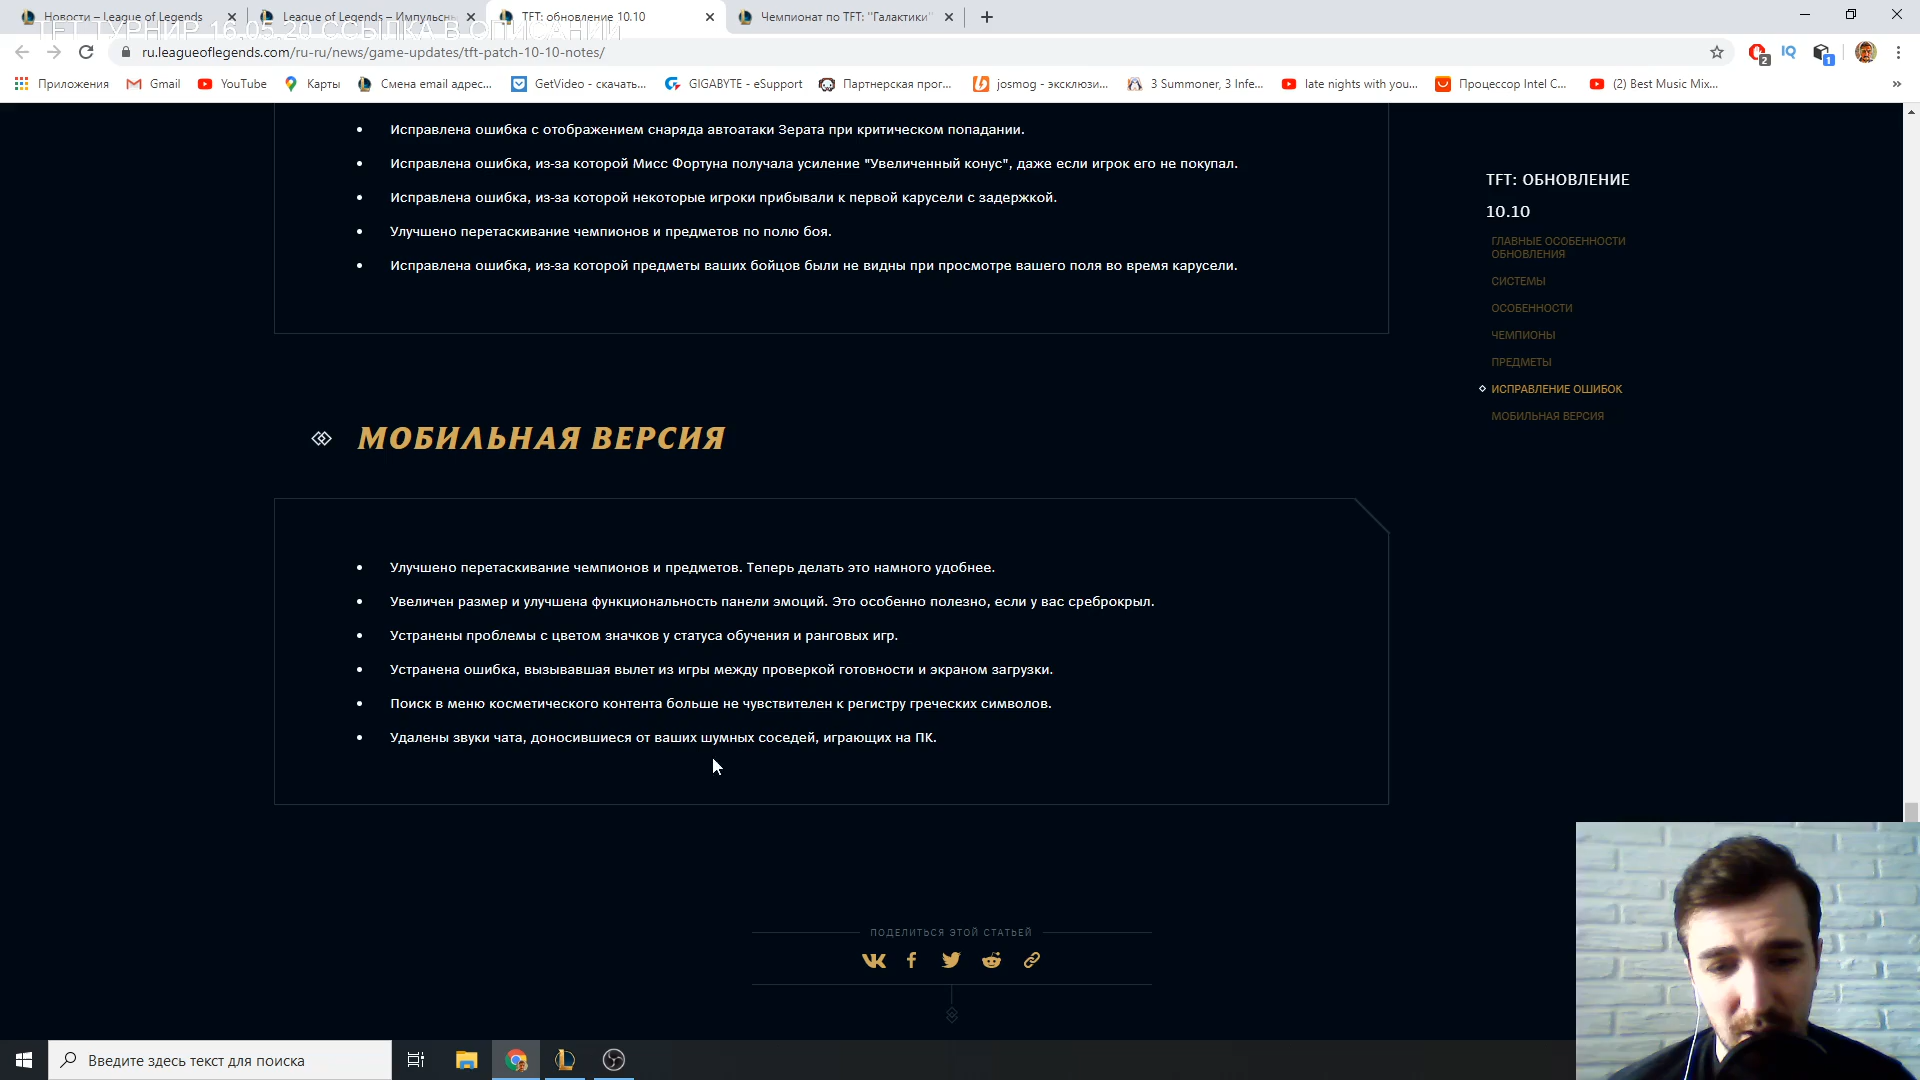 Новости – League of Legends
League of Legends – Импульсны
TFT: обновление 10.10
Чемпионат по TFT: "Галактики"
TFT ТУРНИР 16.05.20 ССЫЛКА В ОПИСАНИИ
ru.leagueoflegends.com/ru-ru/news/game-updates/tft-patch-10-10-notes/
2
1
Приложения
Gmail
YouTube
Карты
Смена email адрес...
GetVideo - скачать...
GIGABYTE - eSupport
Партнерская прог...
josmog - эксклюзи...
3 Summoner, 3 Infe...
late nights with you...
Процессор Intel C...
(2) Best Music Mix...
»
Исправлена ошибка с отображением снаряда автоатаки Зерата при критическом попадании.
Исправлена ошибка, из-за которой Мисс Фортуна получала усиление "Увеличенный конус", даже если игрок его не покупал.
Исправлена ошибка, из-за которой некоторые игроки прибывали к первой карусели с задержкой.
Улучшено перетаскивание чемпионов и предметов по полю боя.
Исправлена ошибка, из-за которой предметы ваших бойцов были не видны при просмотре вашего поля во время карусели.
TFT: ОБНОВЛЕНИЕ
10.10
ГЛАВНЫЕ ОСОБЕННОСТИ
ОБНОВЛЕНИЯ
СИСТЕМЫ
ОСОБЕННОСТИ
ЧЕМПИОНЫ
ПРЕДМЕТЫ
ИСПРАВЛЕНИЕ ОШИБОК
МОБИЛЬНАЯ ВЕРСИЯ
МОБИЛЬНАЯ ВЕРСИЯ
Улучшено перетаскивание чемпионов и предметов. Теперь делать это намного удобнее.
Увеличен размер и улучшена функциональность панели эмоций. Это особенно полезно, если у вас среброкрыл.
Устранены проблемы с цветом значков у статуса обучения и ранговых игр.
Устранена ошибка, вызывавшая вылет из игры между проверкой готовности и экраном загрузки.
Поиск в меню косметического контента больше не чувствителен к регистру греческих символов.
Удалены звуки чата, доносившиеся от ваших шумных соседей, играющих на ПК.
ПОДЕЛИТЬСЯ ЭТОЙ СТАТЬЕЙ
Введите здесь текст для поиска